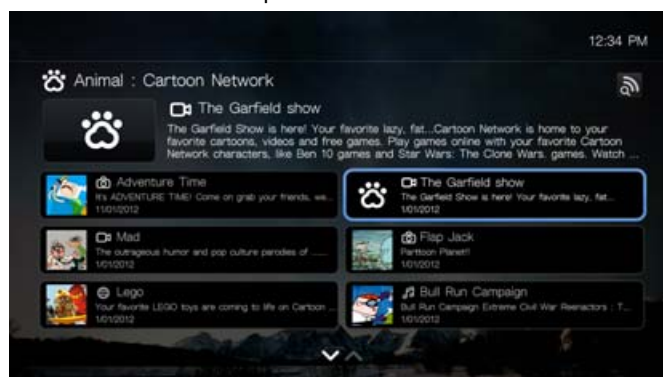 12:34 PM
Animal : Cartoon Network
The Garfield show
The Garfield Show is here! Your favorite lazy, fat...Cartoon Network is home to your
favorite cartoons, videos and free games. Play games online with your favorite Cartoon
Network characters, like Ben 10 games and Star Wars: The Clone Wars. games. Watch ...
Adventure Time
It's ADVENTURE TIME! Come on grab your friends, we...
11/01/2012
The Garfield show
The Garfield Show is here! Your favorite lazy, fat...
1/01/2012
Mad
The outrageous humor and pop culture parodies of ......
1/01/2012
Flap Jack
Parttoon Planet!!
1/01/2012
Lego
Your favorite LEGO toys are coming to life on Cartoon ...
1/01/2012
Bull Run Campaign
Bull Run Campaign Extreme Civil War Reenactors : T...
1/01/2012